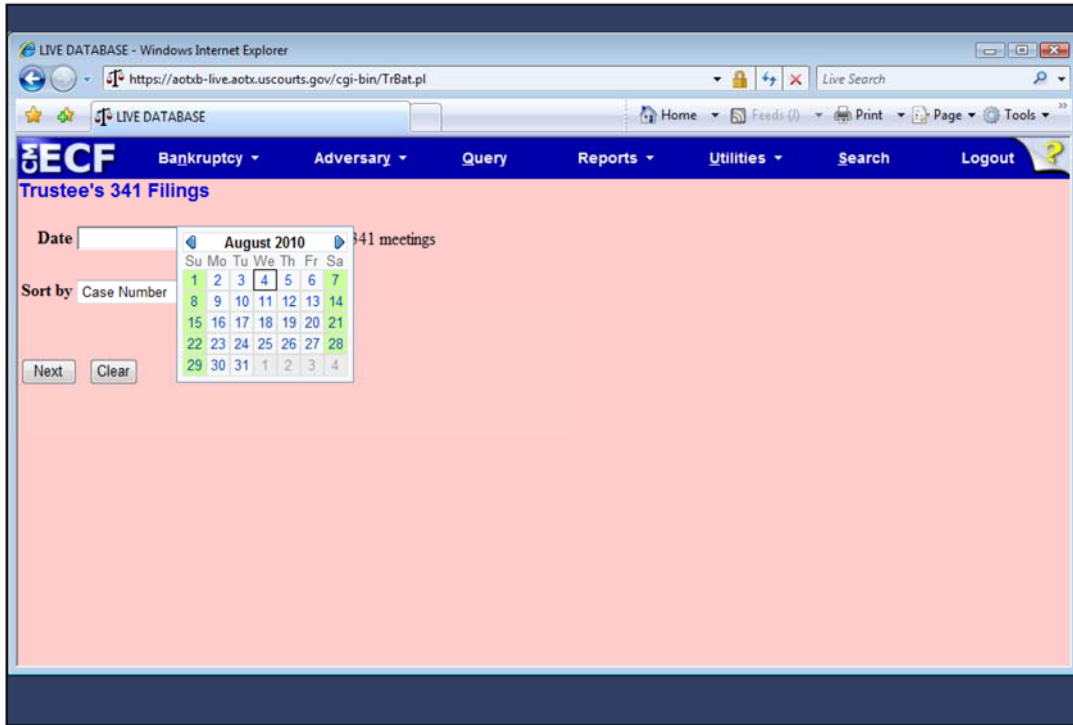 LIVE DATABASE - Windows Internet Explorer
https://aotxb-live.aotx.uscourts.gov/cgi-bin/TrBat.pl Live Search
LIVE DATABASE Home Feeds (J) Print Page Tools »
CM ECF Bankruptcy Adversary Query Reports Utilities Search Logout ?
Trustee's 341 Filings
Date 341 meetings
August 2010
Su Mo Tu We Th Fr Sa
1 2 3 4 5 6 7
Sort by Case Number
8 9 10 11 12 13 14
15 16 17 18 19 20 21
22 23 24 25 26 27 28
29 30 31 1 2 3 4
Next Clear